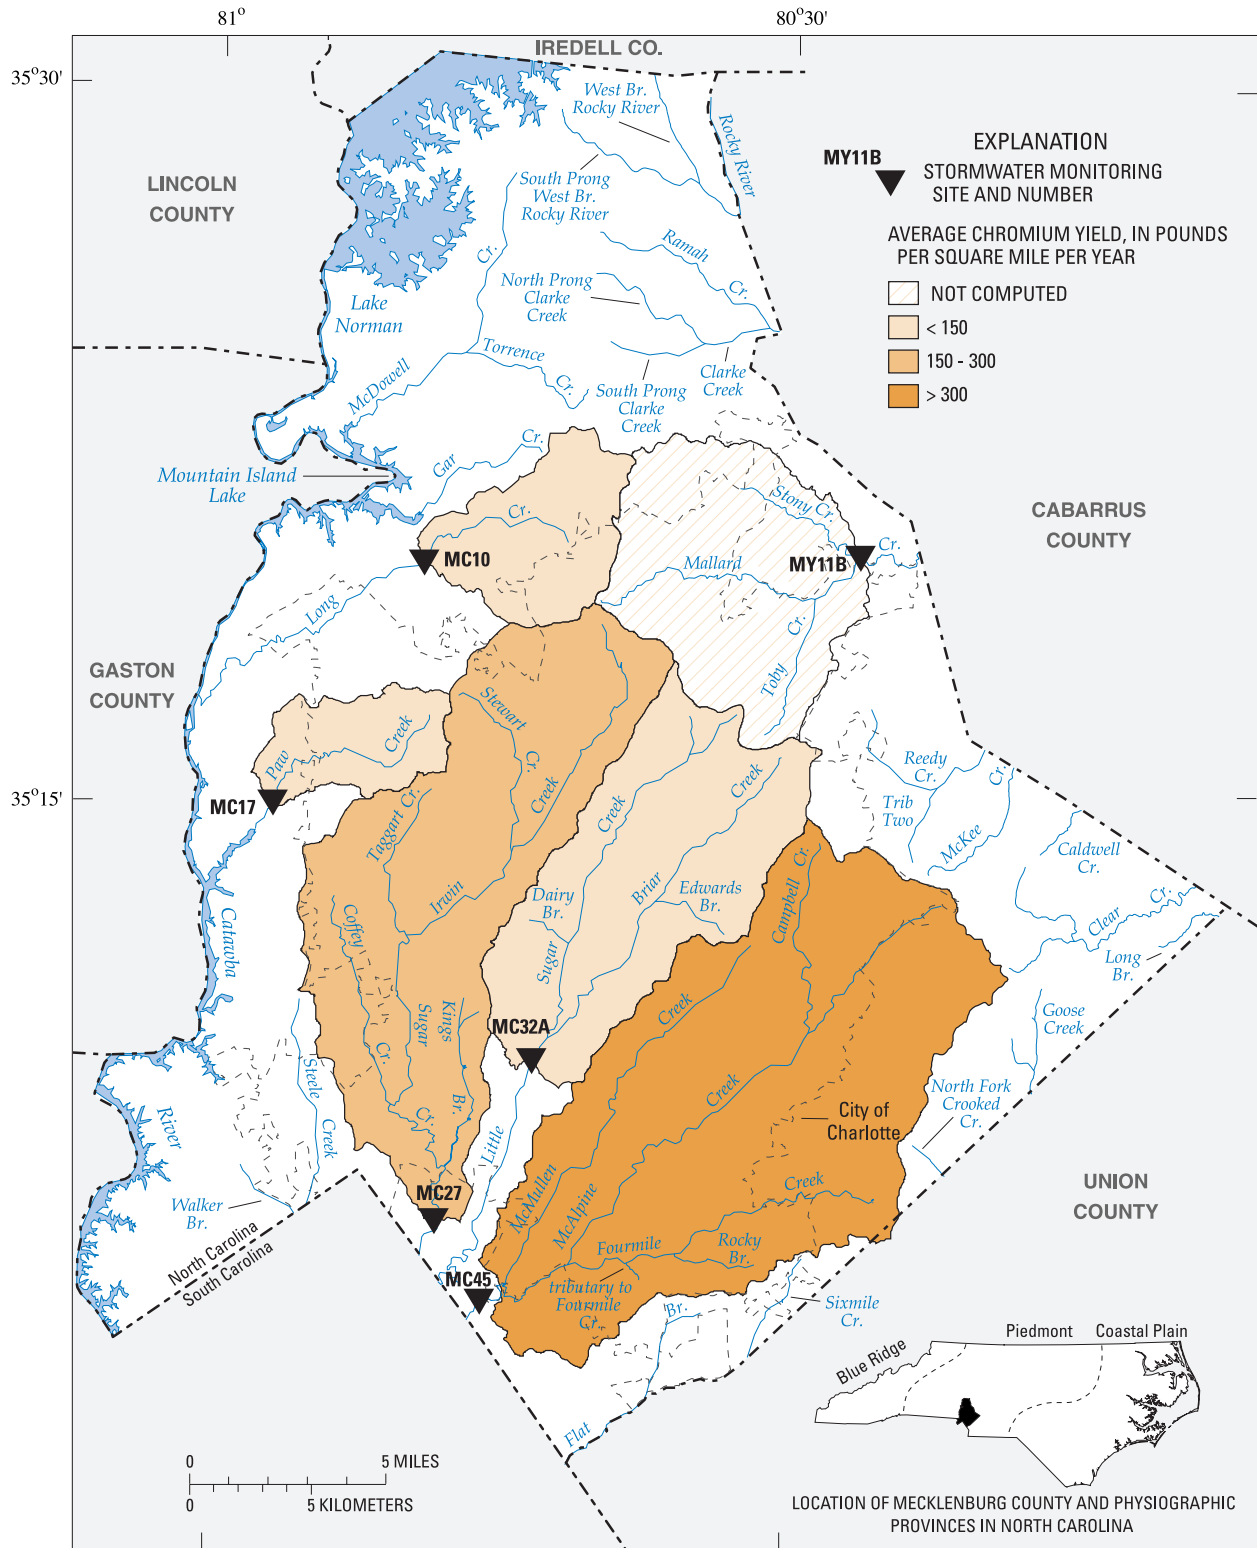 81°
80°30'
35°30'
IREDELL CO.
West Br.
Rocky River
Rocky River
EXPLANATION
MY11B
STORMWATER MONITORING
SITE AND NUMBER
LINCOLN
COUNTY
South Prong
West Br.
Rocky River
AVERAGE CHROMIUM YIELD, IN POUNDS
PER SQUARE MILE PER YEAR
NOT COMPUTED
< 150
150 - 300
> 300
Cr.
Ramah
Cr.
North Prong
Clarke
Creek
Lake
Norman
Torrence
Cr.
McDowell
South Prong
Clarke
Creek
Clarke
Creek
Cr.
Gar
Mountain Island
Lake
Stony Cr.
Cr.
CABARRUS
COUNTY
Cr.
MC10
Mallard
MY11B
Cr.
Long
Cr.
Toby
GASTON
COUNTY
Stewart
Cr.
Creek
Paw
Creek
Creek
Creek
Reedy
Cr.
Cr.
35°15'
MC17
Taggart Cr.
Trib
Two
McKee
Caldwell
Cr.
Irwin
Dairy
Br.
Briar
Edwards
Br.
Campbell Cr.
Clear
Cr.
Long
Br.
Coffey
Cr.
Catawba
Sugar
Kings
Sugar
Br.
Cr.
Creek
Goose
Creek
MC32A
Steele
Creek
Creek
North Fork
Crooked
Cr.
City of
Charlotte
River
Little
UNION
COUNTY
Walker
Br.
MC27
McMullen
McAlpine
Creek
North Carolina
South Carolina
Fourmile
Rocky
Br.
MC45
tributary to
Fourmile
Cr.
Br.
Sixmile
Cr.
Flat
Blue Ridge
Piedmont
Coastal Plain
0
5 MILES
0
5 KILOMETERS
LOCATION OF MECKLENBURG COUNTY AND PHYSIOGRAPHIC
PROVINCES IN NORTH CAROLINA